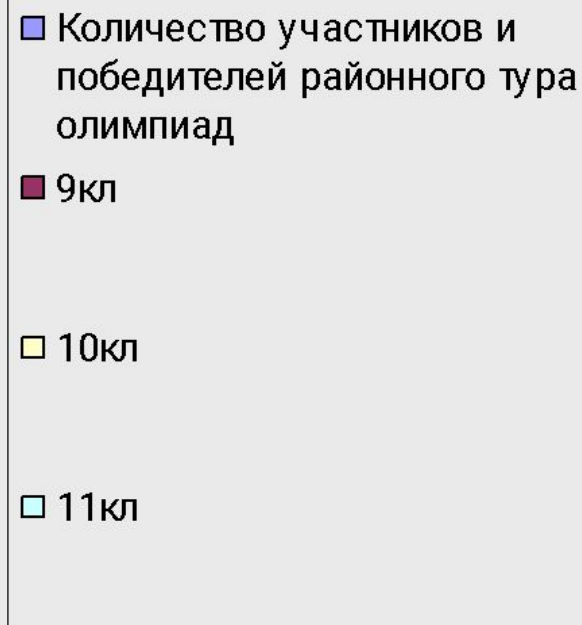 Количество участников и
победителей районного тура
олимпиад
9кл
10кл
11кл